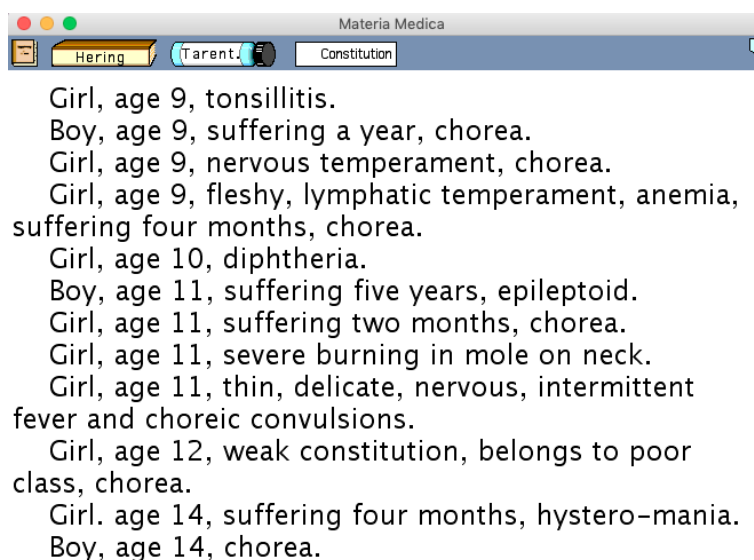 Materia Medica
Hering
Tarent.
Constitution
Girl, age 9, tonsillitis.
Boy, age 9, suffering a year, chorea.
Girl, age 9, nervous temperament, chorea.
Girl, age 9, fleshy, lymphatic temperament, anemia,
suffering four months, chorea.
Girl, age 10, diphtheria.
Boy, age 11, suffering five years, epileptoid.
Girl, age 11, suffering two months, chorea.
Girl, age 11, severe burning in mole on neck.
Girl, age 11, thin, delicate, nervous, intermittent
fever and choreic convulsions.
Girl, age 12, weak constitution, belongs to poor
class, chorea.
Girl. age 14, suffering four months, hystero-mania.
Boy, age 14, chorea.